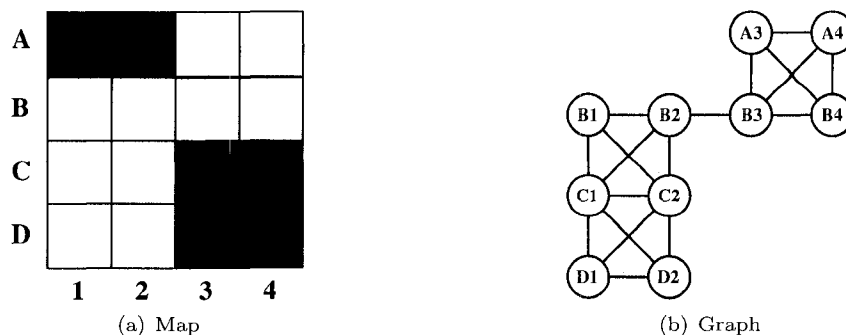 A
B
C
D
1 2 3 4
(a) Map
A3 A4
B1 B2 B3 B4
C1 C2
D1 D2
(b) Graph